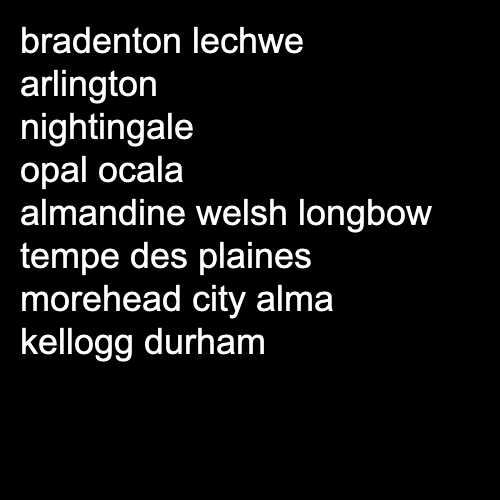 bradenton lechwe
arlington
nightingale
opal ocala
almandine welsh longbow
tempe des plaines
morehead city alma
kellogg durham